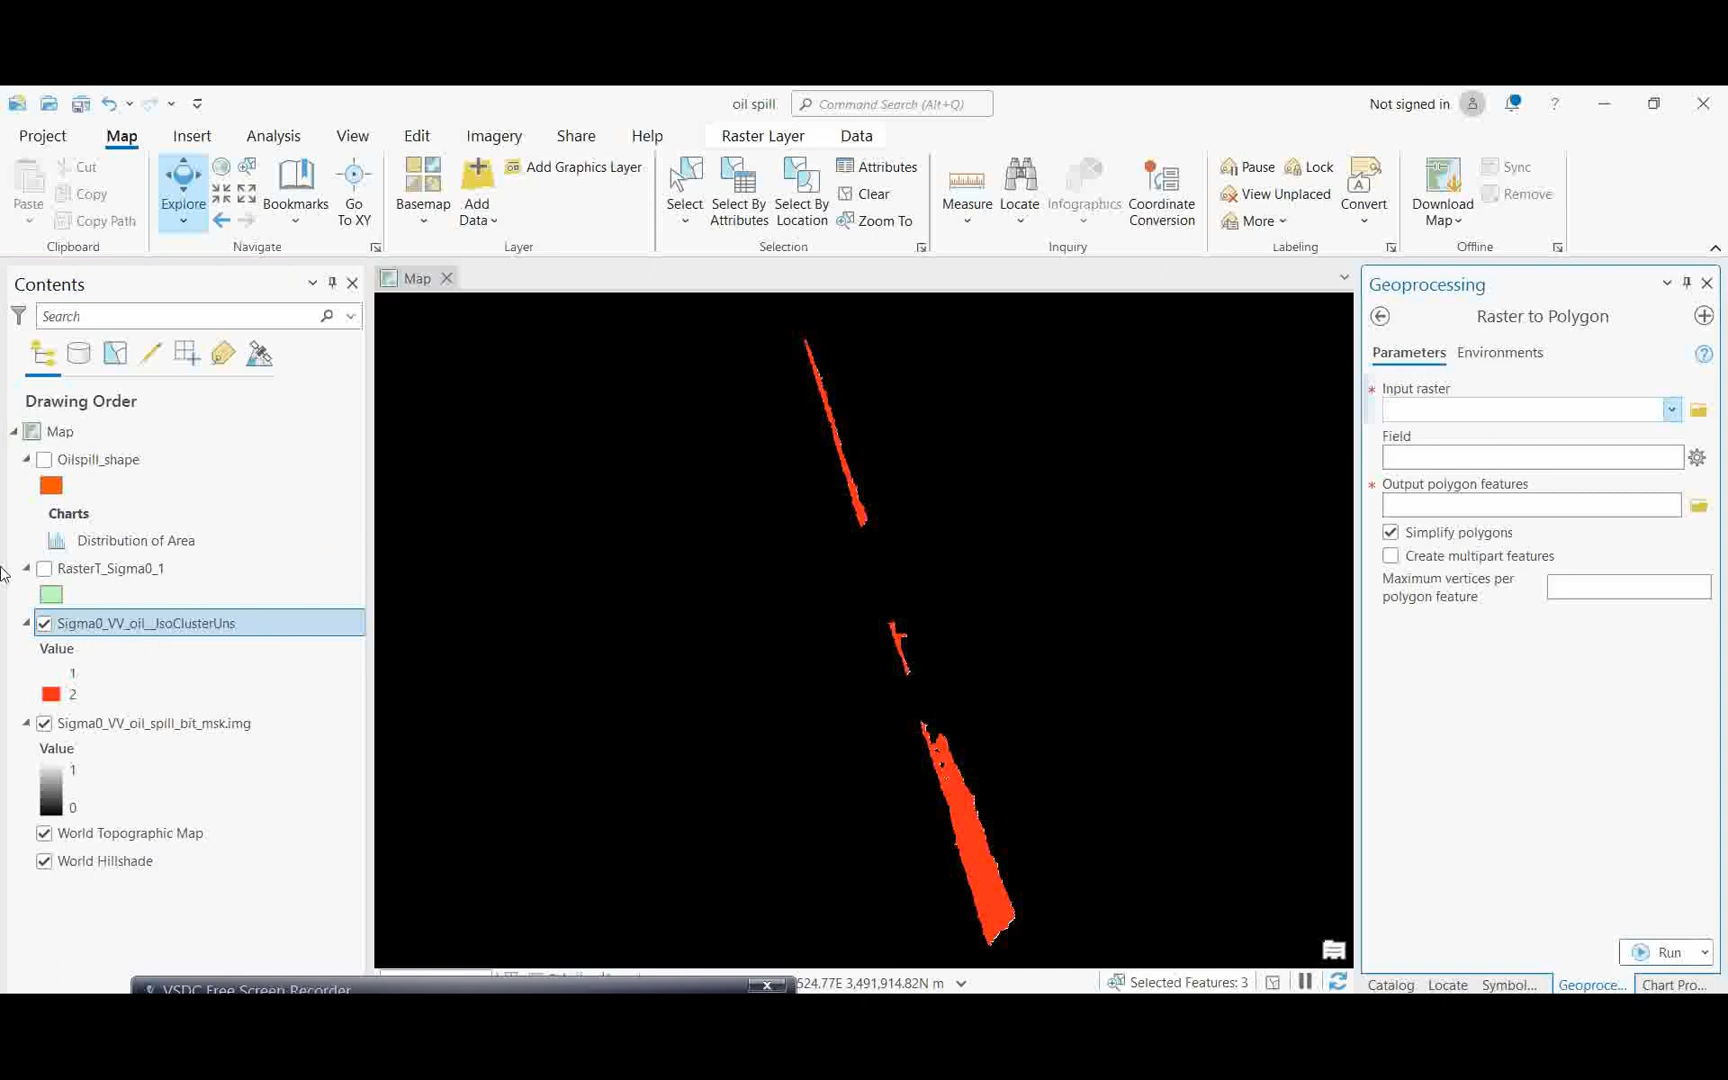 oil spill
Command Search (Alt+Q)
Not signed in
?
Project
Map
Insert
Analysis
View
Edit
Imagery
Share
Help
Raster Layer
Data
Paste
Cut
Copy
Copy Path
Clipboard
Explore
Bookmarks
Go
To XY
Navigate
Basemap
Add
Data
Add Graphics Layer
Layer
Select
Select By
Attributes
Select By
Location
Attributes
Clear
Zoom To
Selection
Measure
Locate
Infographics
Coordinate
Conversion
Inquiry
Pause
Lock
View Unplaced
More
Convert
Labeling
Download
Map
Sync
Remove
Offline
Contents
Search
Drawing Order
Map
Oilspill_shape
Charts
Distribution of Area
RasterT_Sigma0_1
Sigma0_VV_oil__IsoClusterUns
Value
1
2
Sigma0_VV_oil_spill_bit_msk.img
Value
1
0
World Topographic Map
World Hillshade
Map
VSDC Free Screen Recorder
524.77E 3,491,914.82N m
Selected Features: 3
Geoprocessing
Raster to Polygon
Parameters
Environments
?
* Input raster
Field
* Output polygon features
Simplify polygons
Create multipart features
Maximum vertices per
polygon feature
Run
Catalog
Locate
Symbol...
Geoproce...
Chart Pro...